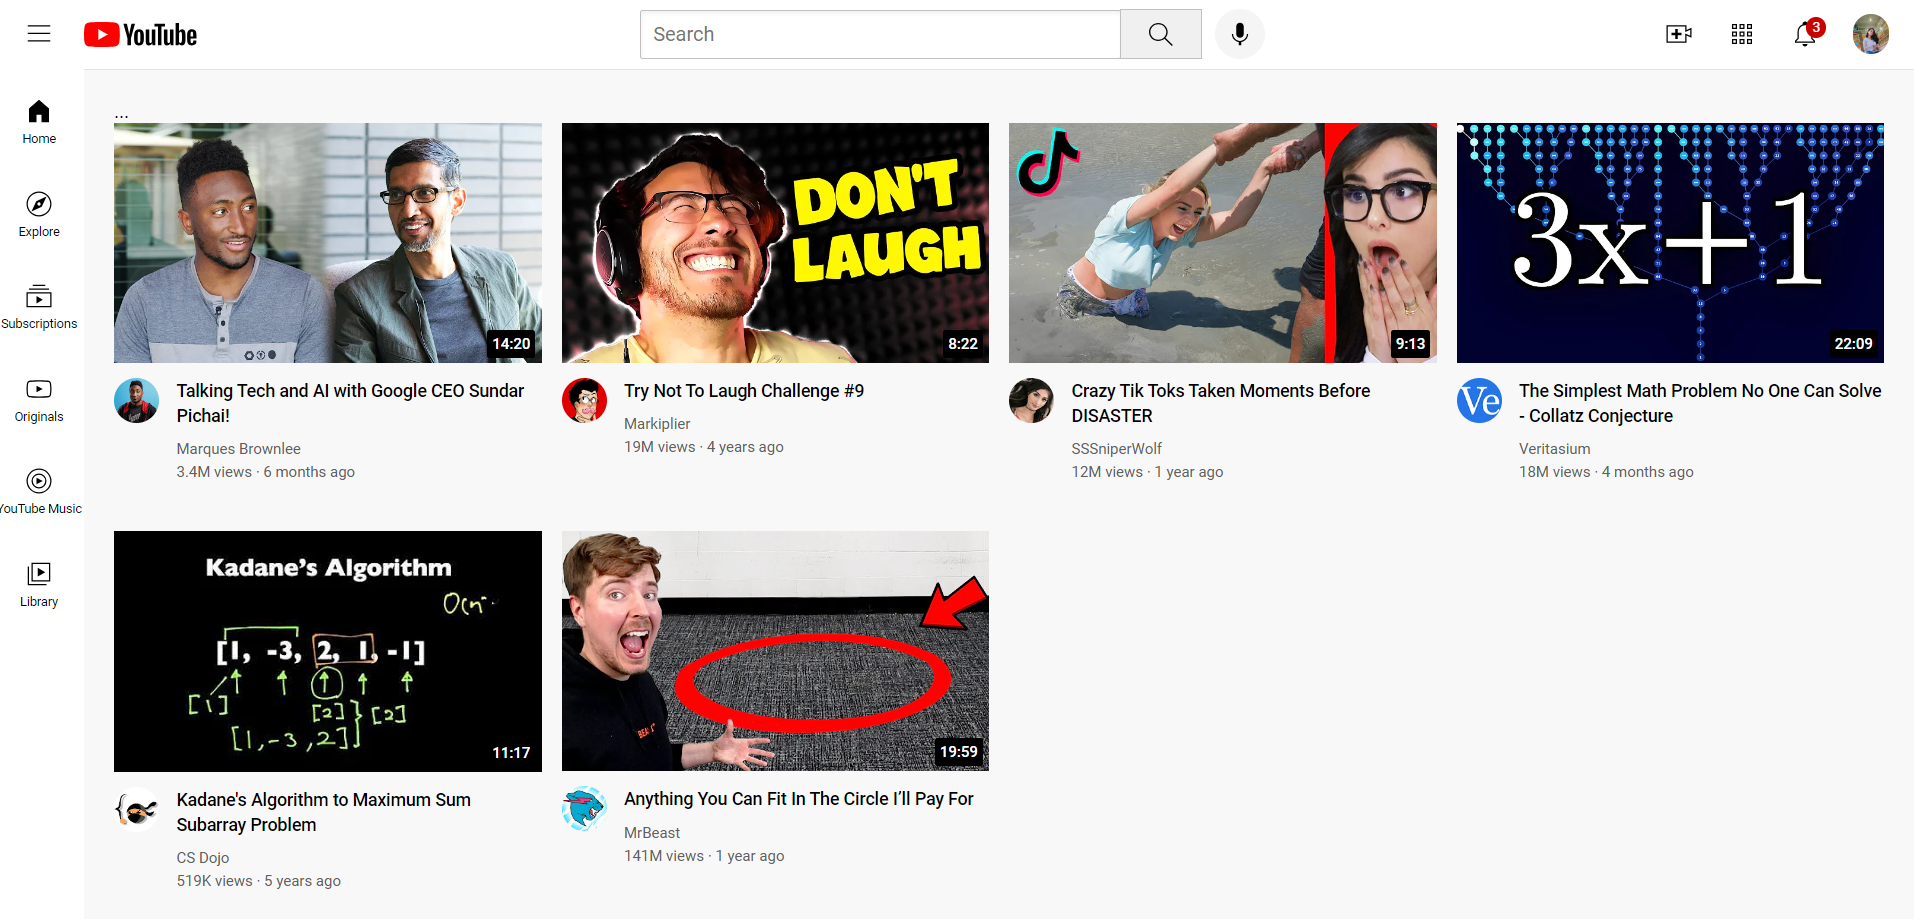 YouTube
Search
3
Home
Explore
Subscriptions
Originals
YouTube Music
Library
...
14:20
Talking Tech and AI with Google CEO Sundar
Pichai!
Marques Brownlee
3.4M views · 6 months ago
DON'T
LAUGH
8:22
Try Not To Laugh Challenge #9
Markiplier
19M views · 4 years ago
9:13
Crazy Tik Toks Taken Moments Before
DISASTER
SSSniperWolf
12M views · 1 year ago
3x+1
22:09
Ve
The Simplest Math Problem No One Can Solve
- Collatz Conjecture
Veritasium
18M views · 4 months ago
Kadane's Algorithm
[1, -3, 2, 1, -1]
[1]
[2]
[2]
[1,-3,2]
11:17
Kadane's Algorithm to Maximum Sum
Subarray Problem
CS Dojo
519K views · 5 years ago
19:59
Anything You Can Fit In The Circle I’ll Pay For
MrBeast
141M views · 1 year ago